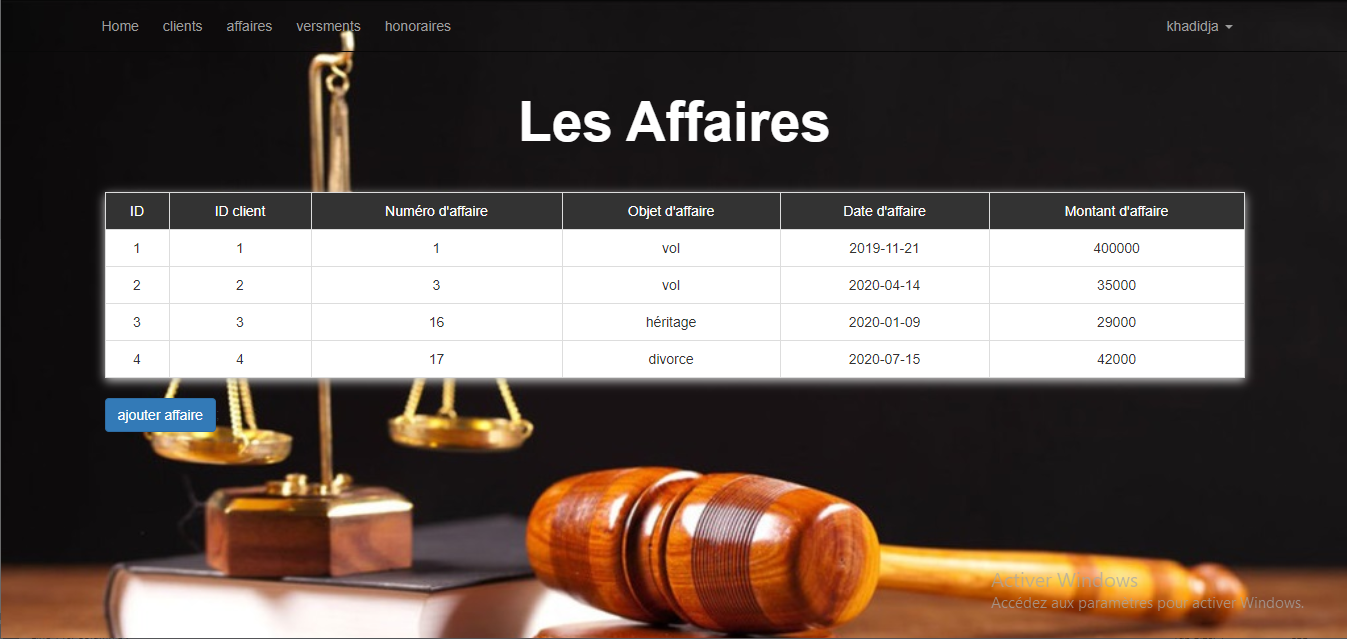 Home clients affaires versments honoraires khadidja
Les Affaires
ID ID client Numéro d'affaire Objet d'affaire Date d'affaire Montant d'affaire
1 1 1 vol 2019-11-21 400000
2 2 3 vol 2020-04-14 35000
3 3 16 héritage 2020-01-09 29000
4 4 17 divorce 2020-07-15 42000
ajouter affaire
Activer Windows
Accédez aux paramètres pour activer Windows.